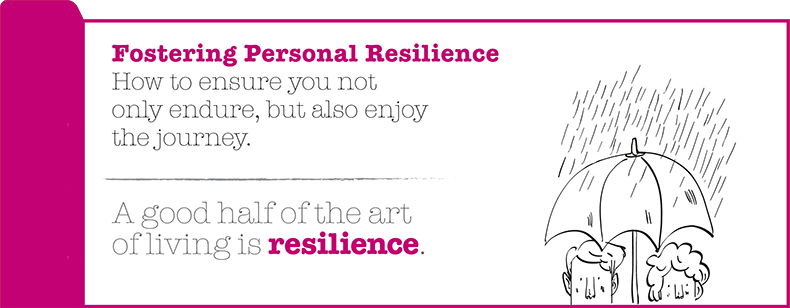 Fostering Personal Resilience
How to ensure you not
only endure, but also enjoy
the journey.
A good half of the art
of living is resilience.